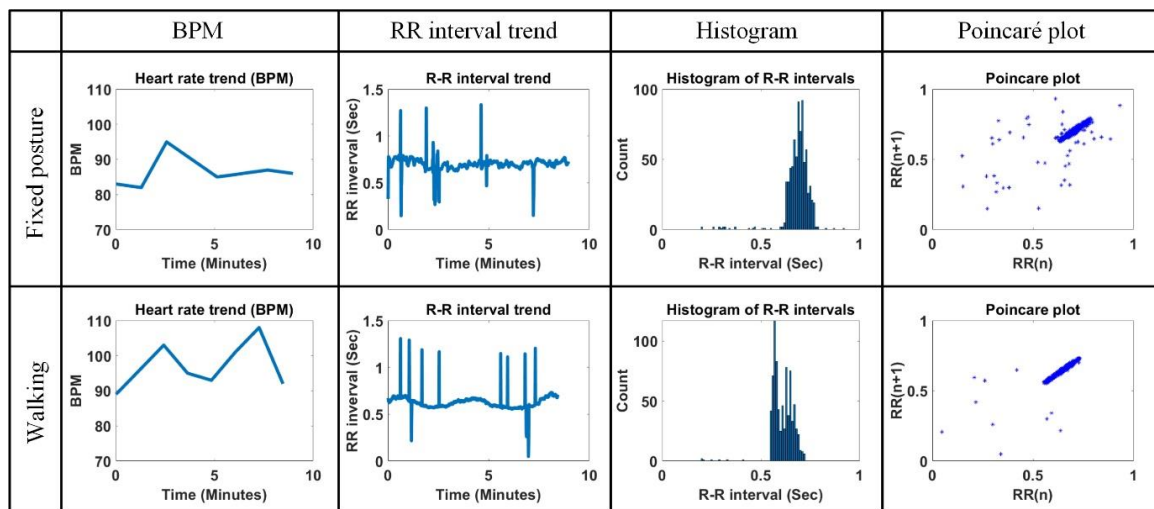 BPM
RR interval trend
Histogram
Poincaré plot
Fixed posture
Heart rate trend (BPM)
110
100
90
80
70
BPM
0
5
10
Time (Minutes)
R-R interval trend
1.5
1
0.5
0
RR inverval (Sec)
0
5
10
Time (Minutes)
Histogram of R-R intervals
100
50
0
Count
0
0.5
1
R-R interval (Sec)
Poincare plot
1
0.5
0
RR(n+1)
0
0.5
1
RR(n)
Walking
Heart rate trend (BPM)
110
100
90
80
70
BPM
0
5
10
Time (Minutes)
R-R interval trend
1.5
1
0.5
0
RR inverval (Sec)
0
5
10
Time (Minutes)
Histogram of R-R intervals
100
50
0
Count
0
0.5
1
R-R interval (Sec)
Poincare plot
1
0.5
0
RR(n+1)
0
0.5
1
RR(n)